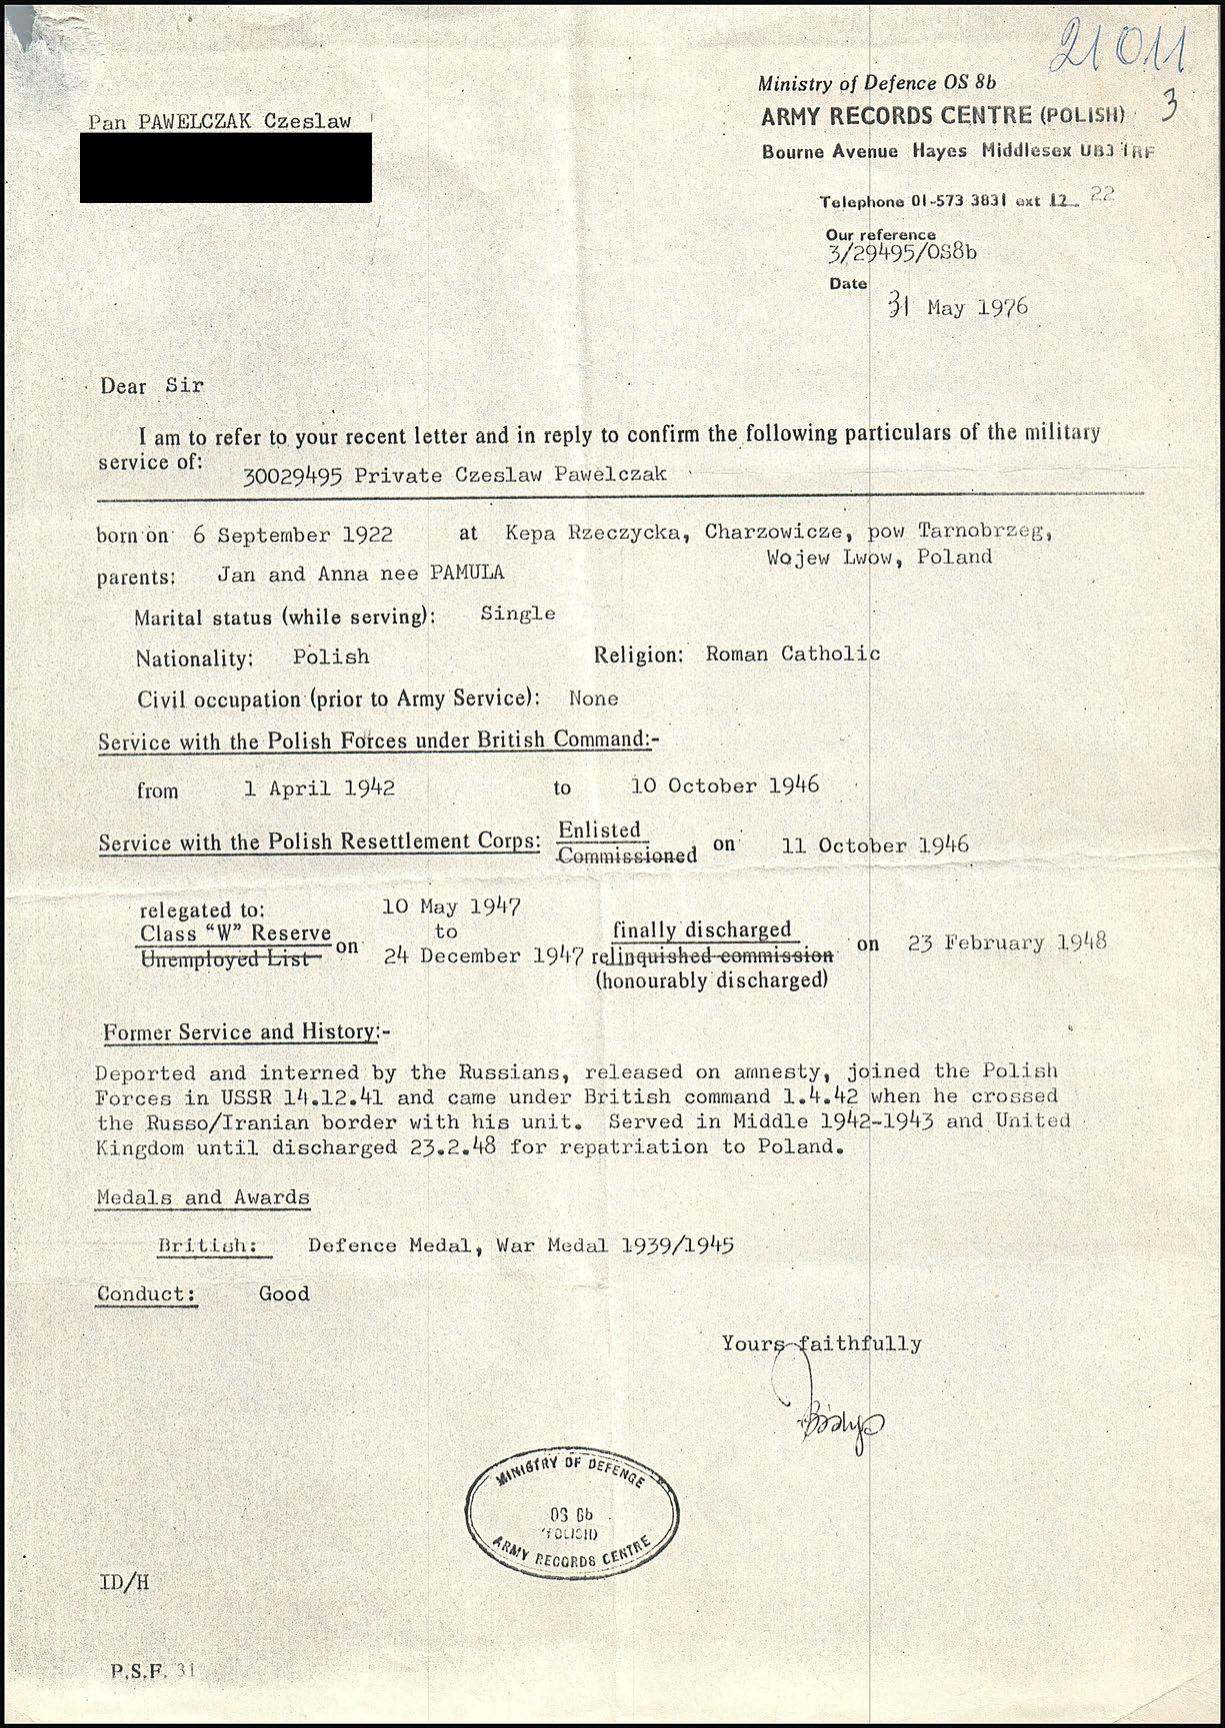 21011
3
Ministry of Defence OS 8b
ARMY RECORDS CENTRE (POLISH)
Bourne Avenue Hayes Middlesex UB3 1RF
Pan PAWELCZAK Czeslaw
Telephone 01-573 3831 ext 12 22
Our reference
3/29495/OS8b
Date
31 May 1976
Dear Sir
I am to refer to your recent letter and in reply to confirm the following particulars of the military
service of:
30029495 Private Czeslaw Pawelczak
born on 6 September 1922 at Kepa Rzeczycka, Charzowicze, pow Tarnobrzeg,
Wojew Lwow, Poland
parents: Jan and Anna nee PAMULA
Marital status (while serving): Single
Nationality: Polish Religion: Roman Catholic
Civil occupation (prior to Army Service): None
Service with the Polish Forces under British Command:-
from 1 April 1942 to 10 October 1946
Service with the Polish Resettlement Corps: Enlisted
Commissioned on 11 October 1946
relegated to: 10 May 1947
Class "W" Reserve on to finally discharged on 23 February 1948
Unemployed List 24 December 1947 relinquished commission
(honourably discharged)
Former Service and History:-
Deported and interned by the Russians, released on amnesty, joined the Polish
Forces in USSR 14.12.41 and came under British command 1.4.42 when he crossed
the Russo/Iranian border with his unit. Served in Middle 1942-1943 and United
Kingdom until discharged 23.2.48 for repatriation to Poland.
Medals and Awards
British: Defence Medal, War Medal 1939/1945
Conduct: Good
Yours faithfully
MINISTRY OF DEFENCE
OS 8b
(POLISH)
ARMY RECORDS CENTRE
ID/H
P.S.F. 31